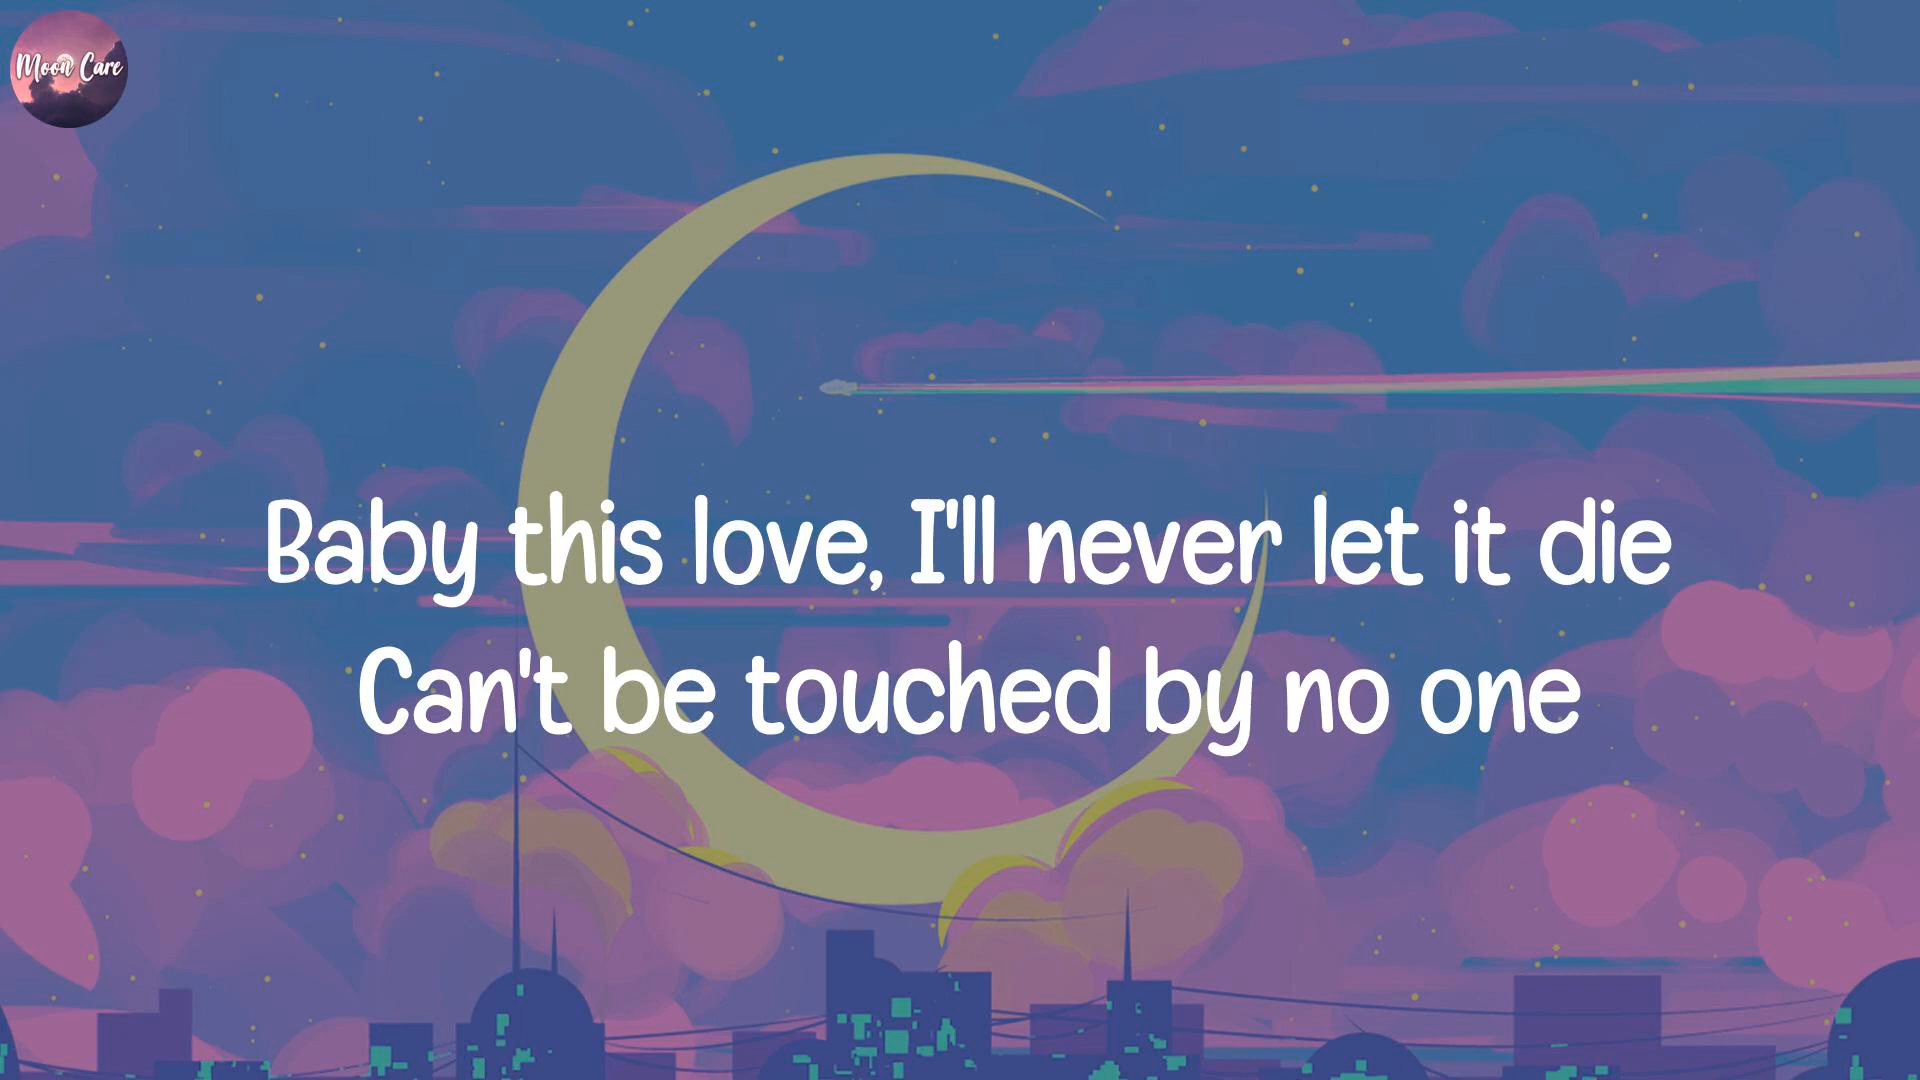 Moon Care
Baby this love, I'll never let it die
Can't be touched by no one